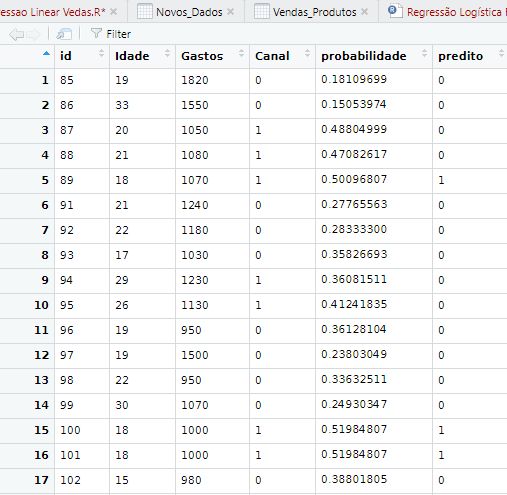 essao Linear Vedas.R* Novos_Dados Vendas_Produtos Regressão Logística
Filter
id Idade Gastos Canal probabilidade predito
1 85 19 1820 0 0.18109699 0
2 86 33 1550 0 0.15053974 0
3 87 20 1050 1 0.48804999 0
4 88 21 1080 1 0.47082617 0
5 89 18 1070 1 0.50096807 1
6 91 21 1240 0 0.27765563 0
7 92 22 1180 0 0.28333300 0
8 93 17 1030 0 0.35826693 0
9 94 29 1230 1 0.36081511 0
10 95 26 1130 1 0.41241835 0
11 96 19 950 0 0.36128104 0
12 97 19 1500 0 0.23803049 0
13 98 22 950 0 0.33632511 0
14 99 30 1070 0 0.24930347 0
15 100 18 1000 1 0.51984807 1
16 101 18 1000 1 0.51984807 1
17 102 15 980 0 0.38801805 0